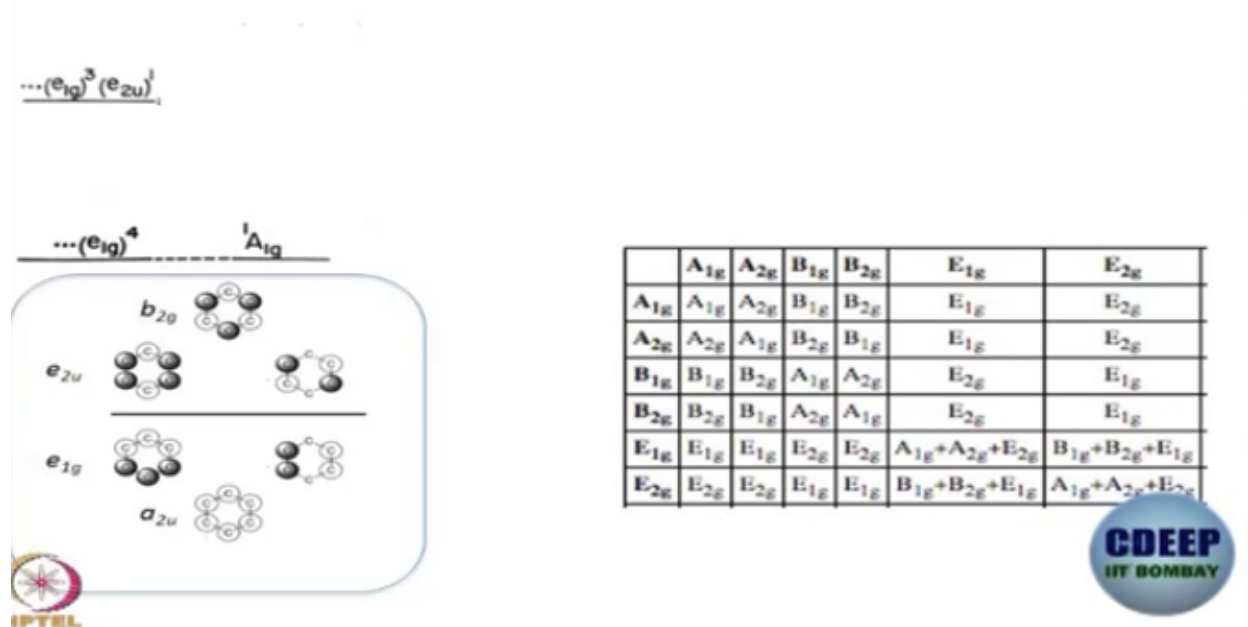 ···(e₁g)³(e₂u)¹
···(e₁g)⁴ ------ ¹A₁g
b₂g
e₂u
e₁g
a₂u
A₁g A₂g B₁g B₂g E₁g E₂g
A₁g A₁g A₂g B₁g B₂g E₁g E₂g
A₂g A₂g A₁g B₂g B₁g E₁g E₂g
B₁g B₁g B₂g A₁g A₂g E₂g E₁g
B₂g B₂g B₁g A₂g A₁g E₂g E₁g
E₁g E₁g E₁g E₂g E₂g A₁g+A₂g+E₂g B₁g+B₂g+E₁g
E₂g E₂g E₂g E₁g E₁g B₁g+B₂g+E₁g A₁g+A₂g+E₂g
CDEEP
IIT BOMBAY
NPTEL